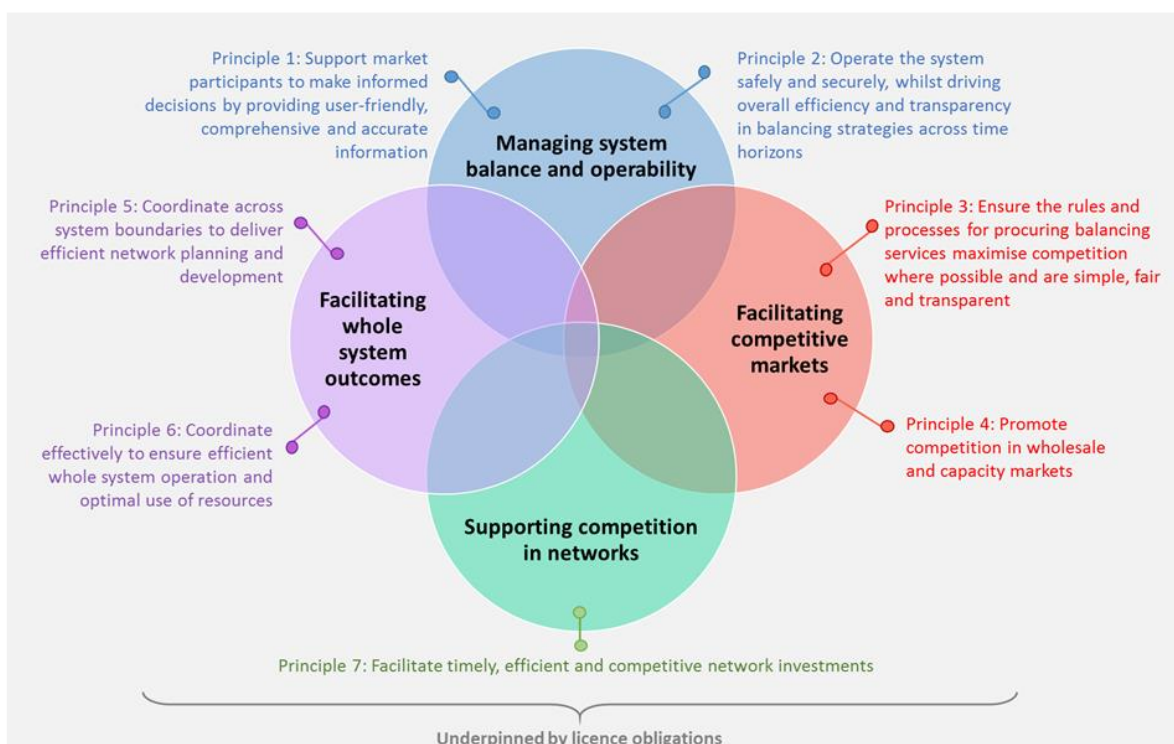 Principle 1: Support market
participants to make informed
decisions by providing user-friendly,
comprehensive and accurate
information
Principle 2: Operate the system
safely and securely, whilst driving
overall efficiency and transparency
in balancing strategies across time
horizons
Managing system
balance and operability
Principle 5: Coordinate across
system boundaries to deliver
efficient network planning and
development
Principle 3: Ensure the rules and
processes for procuring balancing
services maximise competition
where possible and are simple, fair
and transparent
Facilitating
whole
system
outcomes
Facilitating
competitive
markets
Principle 6: Coordinate
effectively to ensure efficient
whole system operation and
optimal use of resources
Principle 4: Promote
competition in wholesale
and capacity markets
Supporting competition
in networks
Principle 7: Facilitate timely, efficient and competitive network investments
Underpinned by licence obligations